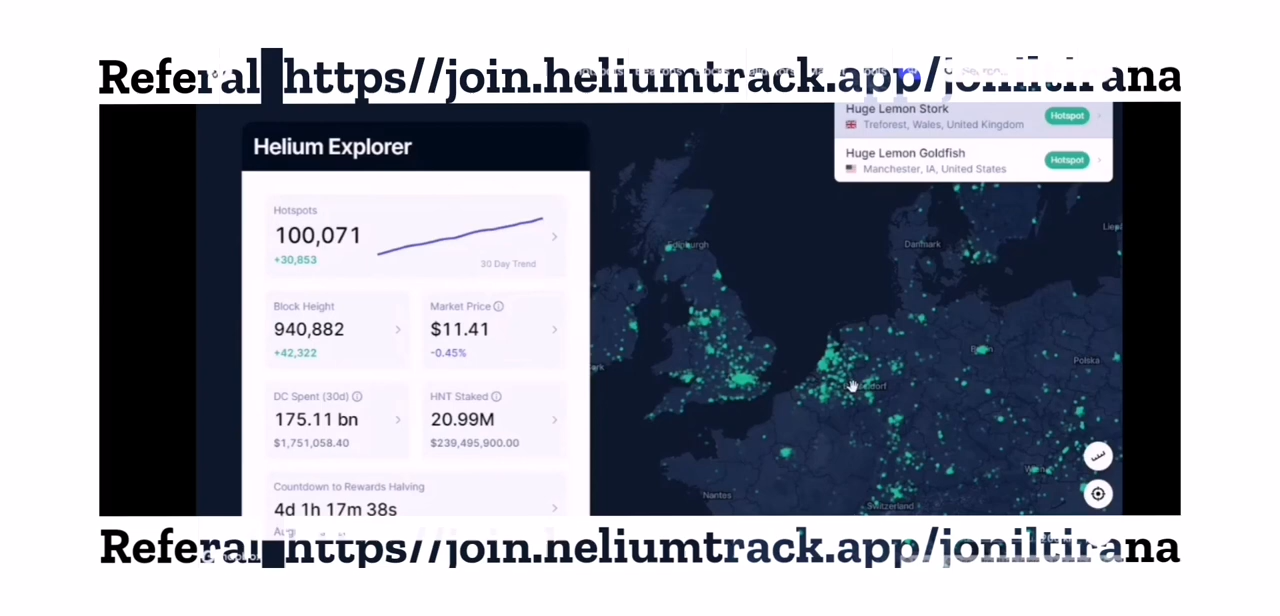 Referal https//join.heliumtrack.app/joniltirana
Huge Lemon Stork
Treforest, Wales, United Kingdom
Hotspot
Huge Lemon Goldfish
Manchester, IA, United States
Hotspot
Helium Explorer
Hotspots
100,071
+30,853
30 Day Trend
Block Height
940,882
+42,322
Market Price
$11.41
-0.45%
DC Spent (30d)
175.11 bn
$1,751,058.40
HNT Staked
20.99M
$239,495,900.00
Countdown to Rewards Halving
4d 1h 17m 38s
Edinburgh
Danmark
Polska
Nantes
Switzerland
Referal https//join.heliumtrack.app/joniltirana